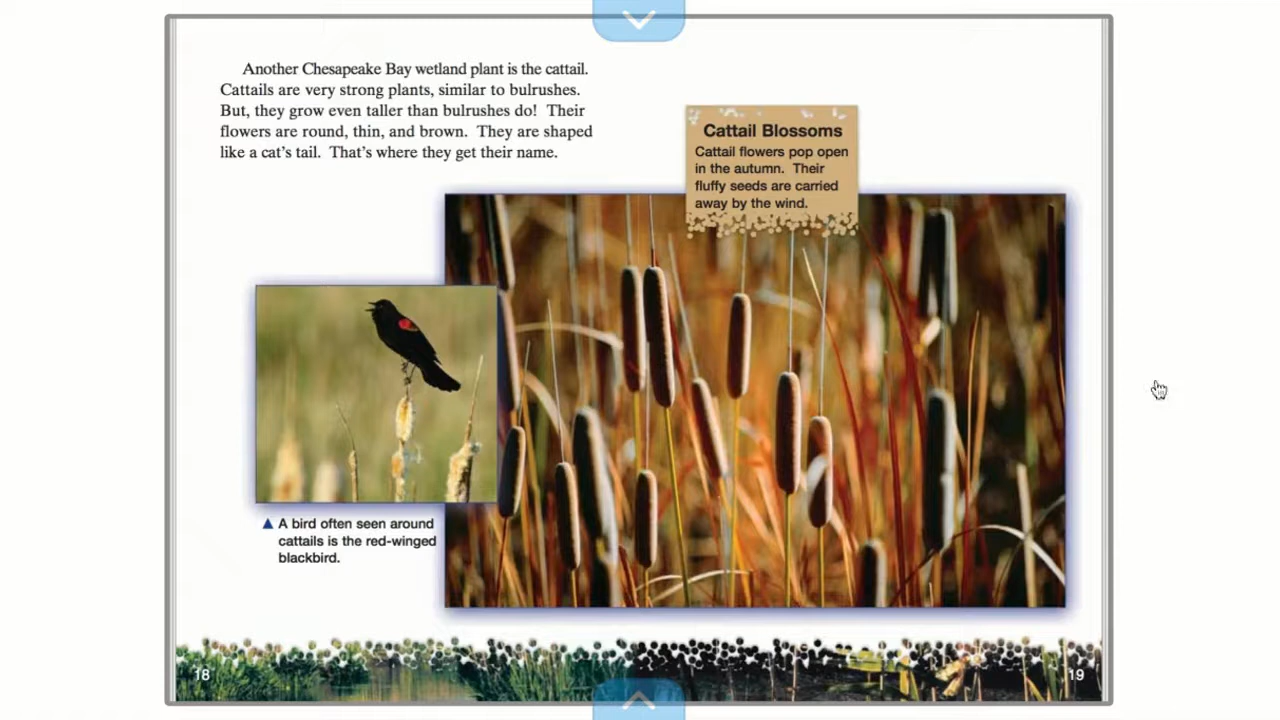 Another Chesapeake Bay wetland plant is the cattail.
Cattails are very strong plants, similar to bulrushes.
But, they grow even taller than bulrushes do! Their
flowers are round, thin, and brown. They are shaped
like a cat's tail. That's where they get their name.
Cattail Blossoms
Cattail flowers pop open
in the autumn. Their
fluffy seeds are carried
away by the wind.
▲ A bird often seen around
cattails is the red-winged
blackbird.
18
19